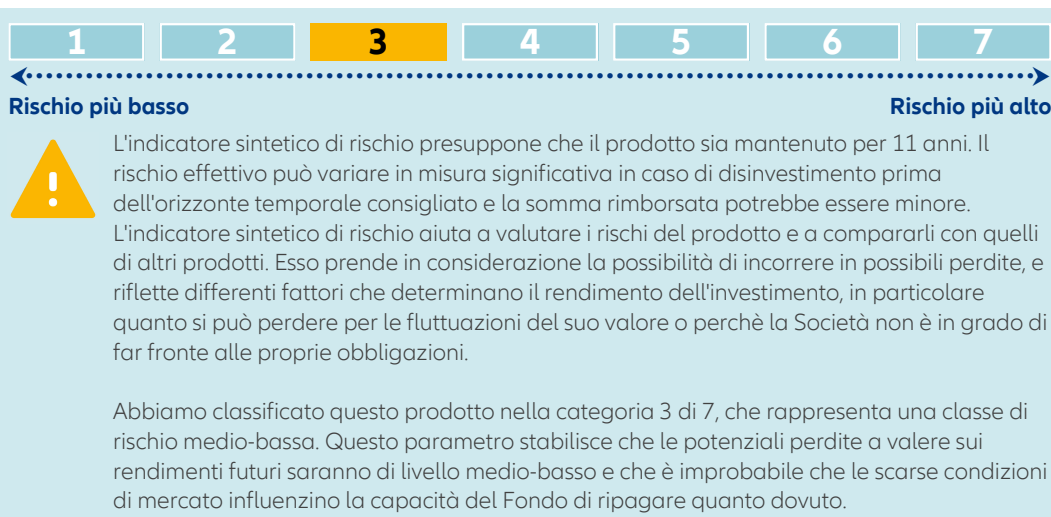 1 2 3 4 5 6 7
Rischio più basso Rischio più alto
L'indicatore sintetico di rischio presuppone che il prodotto sia mantenuto per 11 anni. Il
rischio effettivo può variare in misura significativa in caso di disinvestimento prima
dell'orizzonte temporale consigliato e la somma rimborsata potrebbe essere minore.
L'indicatore sintetico di rischio aiuta a valutare i rischi del prodotto e a compararli con quelli
di altri prodotti. Esso prende in considerazione la possibilità di incorrere in possibili perdite, e
riflette differenti fattori che determinano il rendimento dell'investimento, in particolare
quanto si può perdere per le fluttuazioni del suo valore o perchè la Società non è in grado di
far fronte alle proprie obbligazioni.
Abbiamo classificato questo prodotto nella categoria 3 di 7, che rappresenta una classe di
rischio medio-bassa. Questo parametro stabilisce che le potenziali perdite a valere sui
rendimenti futuri saranno di livello medio-basso e che è improbabile che le scarse condizioni
di mercato influenzino la capacità del Fondo di ripagare quanto dovuto.